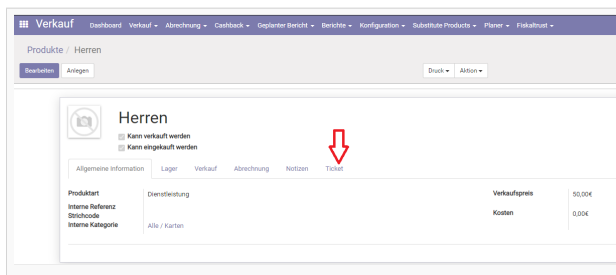 Verkauf Dashboard Verkauf Abrechnung Cashback Geplanter Bericht Berichte Konfiguration Substitute Products Planer Fiskaltrust
Produkte / Herren
Bearbeiten Anlegen Druck Aktion
Herren
Kann verkauft werden
Kann eingekauft werden
Allgemeine Information Lager Verkauf Abrechnung Notizen Ticket
Produktart Dienstleistung Verkaufspreis 50,00€
Interne Referenz
Strichcode Kosten 0,00€
Interne Kategorie Alle / Karten